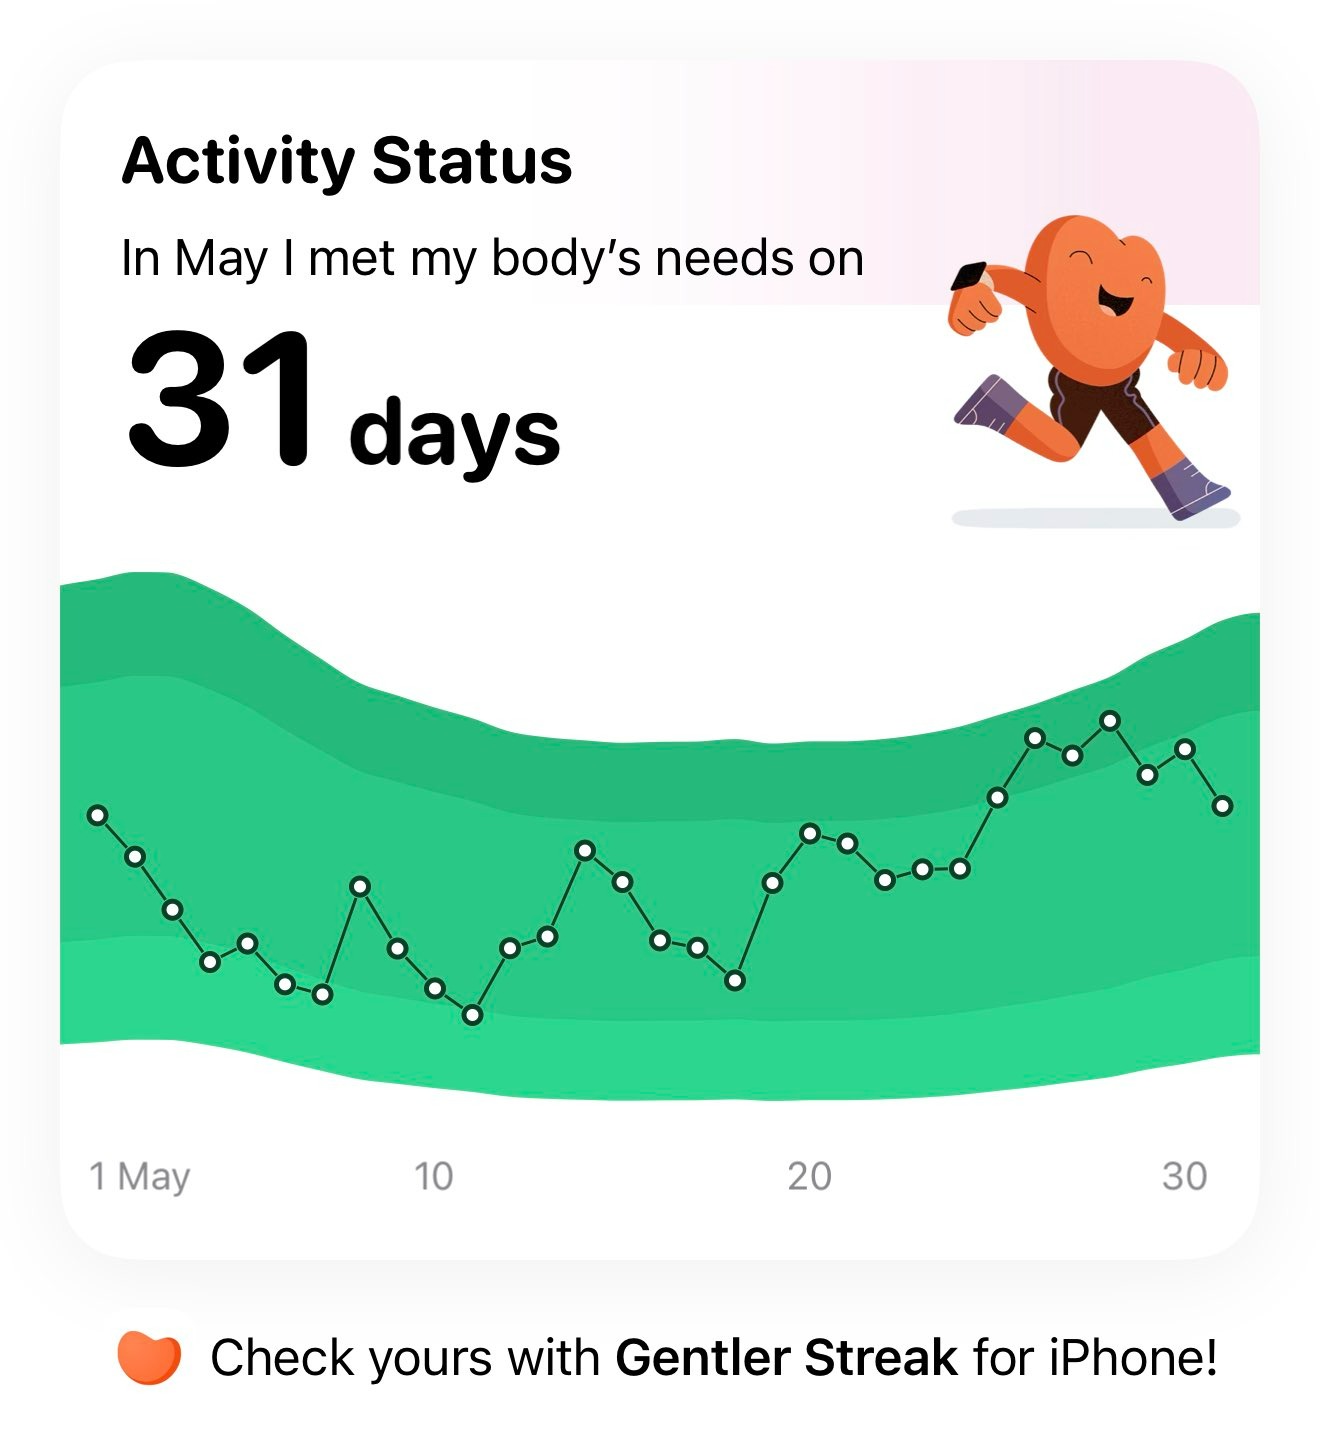 Activity Status
In May I met my body’s needs on
31 days
1 May 10 20 30
Check yours with Gentler Streak for iPhone!